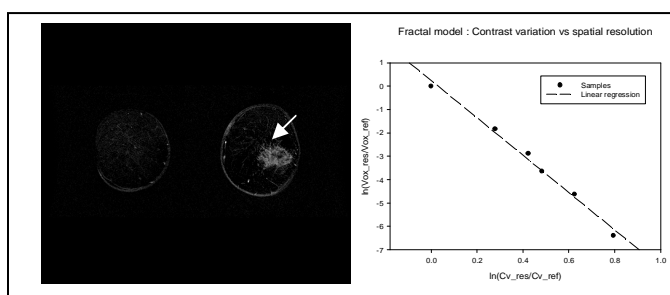 Fractal model : Contrast variation vs spatial resolution
ln(Vox_res/Vox_ref)
1
0
-1
-2
-3
-4
-5
-6
-7
Samples
Linear regression
0.0 0.2 0.4 0.6 0.8 1.0
ln(Cv_res/Cv_ref)